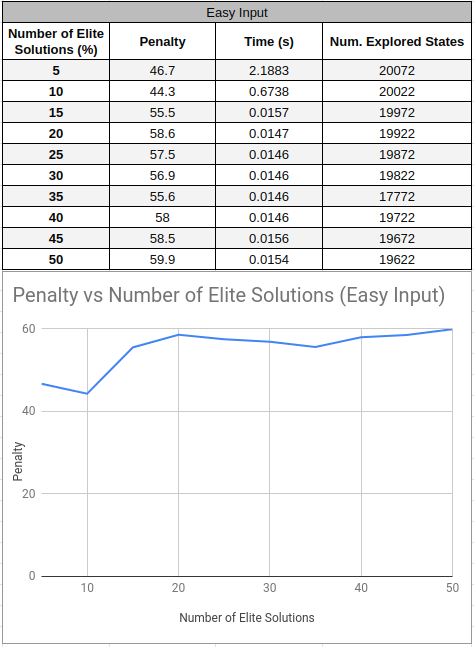 Easy Input
Number of Elite Solutions (%) Penalty Time (s) Num. Explored States
5 46.7 2.1883 20072
10 44.3 0.6738 20022
15 55.5 0.0157 19972
20 58.6 0.0147 19922
25 57.5 0.0146 19872
30 56.9 0.0146 19822
35 55.6 0.0146 17772
40 58 0.0146 19722
45 58.5 0.0156 19672
50 59.9 0.0154 19622
Penalty vs Number of Elite Solutions (Easy Input)
60
40
20
0
Penalty
10 20 30 40 50
Number of Elite Solutions